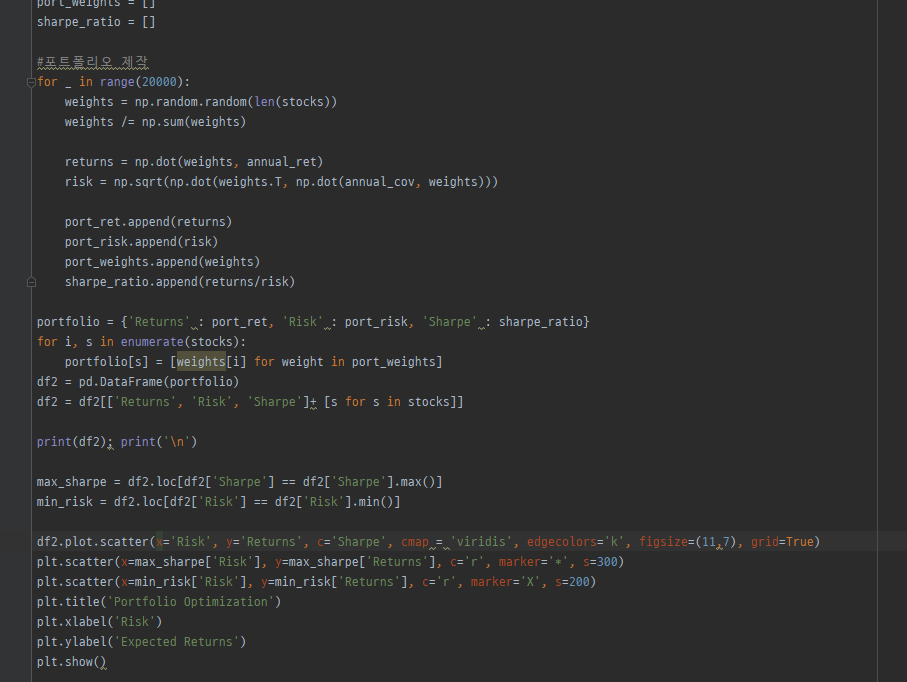 port_weights = []
sharpe_ratio = []
#포트폴리오 제작
for _ in range(20000):
    weights = np.random.random(len(stocks))
    weights /= np.sum(weights)
    returns = np.dot(weights, annual_ret)
    risk = np.sqrt(np.dot(weights.T, np.dot(annual_cov, weights)))
    port_ret.append(returns)
    port_risk.append(risk)
    port_weights.append(weights)
    sharpe_ratio.append(returns/risk)
portfolio = {'Returns' : port_ret, 'Risk' : port_risk, 'Sharpe' : sharpe_ratio}
for i, s in enumerate(stocks):
    portfolio[s] = [weights[i] for weight in port_weights]
df2 = pd.DataFrame(portfolio)
df2 = df2[['Returns', 'Risk', 'Sharpe']+ [s for s in stocks]]
print(df2); print('\n')
max_sharpe = df2.loc[df2['Sharpe'] == df2['Sharpe'].max()]
min_risk = df2.loc[df2['Risk'] == df2['Risk'].min()]
df2.plot.scatter(x='Risk', y='Returns', c='Sharpe', cmap = 'viridis', edgecolors='k', figsize=(11,7), grid=True)
plt.scatter(x=max_sharpe['Risk'], y=max_sharpe['Returns'], c='r', marker='*', s=300)
plt.scatter(x=min_risk['Risk'], y=min_risk['Returns'], c='r', marker='X', s=200)
plt.title('Portfolio Optimization')
plt.xlabel('Risk')
plt.ylabel('Expected Returns')
plt.show()